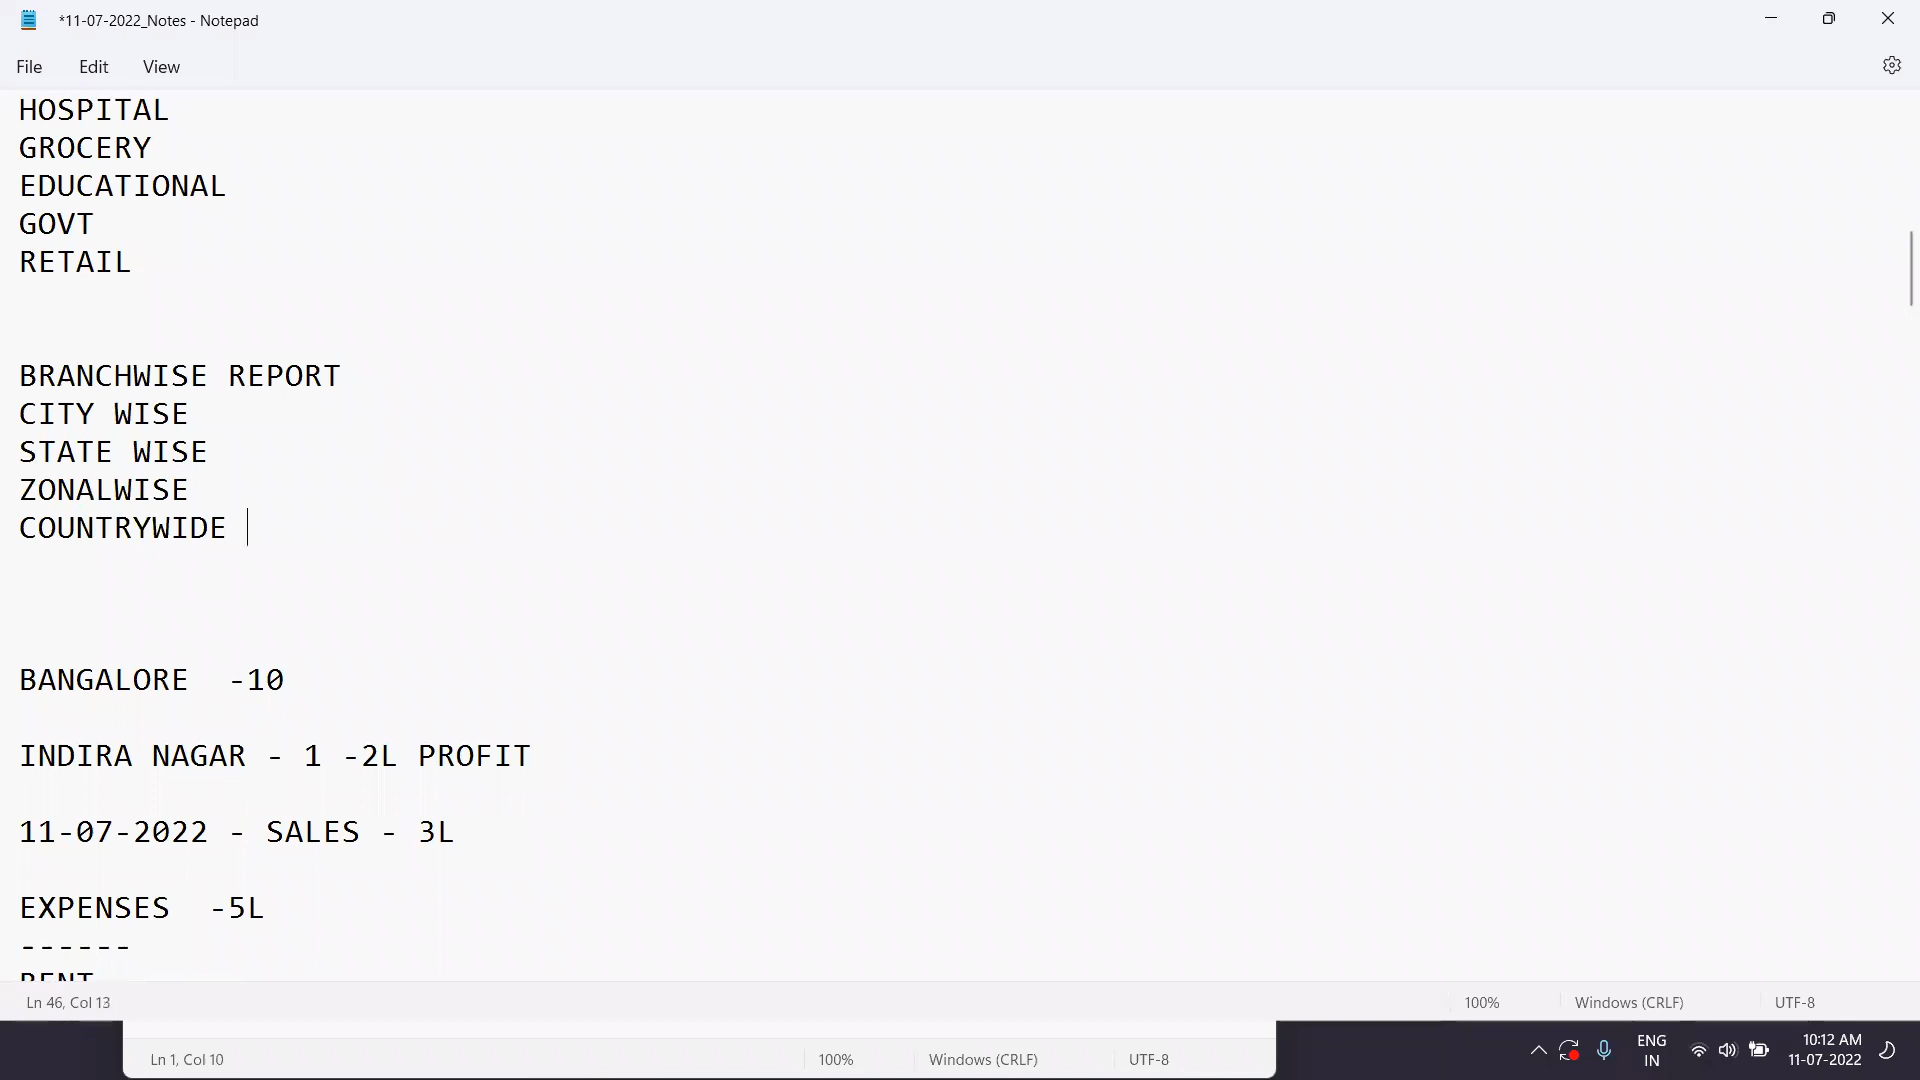 *11-07-2022_Notes - Notepad
File Edit View
HOSPITAL
GROCERY
EDUCATIONAL
GOVT
RETAIL
BRANCHWISE REPORT
CITY WISE
STATE WISE
ZONALWISE
COUNTRYWIDE
BANGALORE  -10
INDIRA NAGAR - 1 -2L PROFIT
11-07-2022 - SALES - 3L
EXPENSES  -5L
------
RENT
Ln 46, Col 13 100% Windows (CRLF) UTF-8
Ln 1, Col 10 100% Windows (CRLF) UTF-8
ENG 10:12 AM
IN 11-07-2022